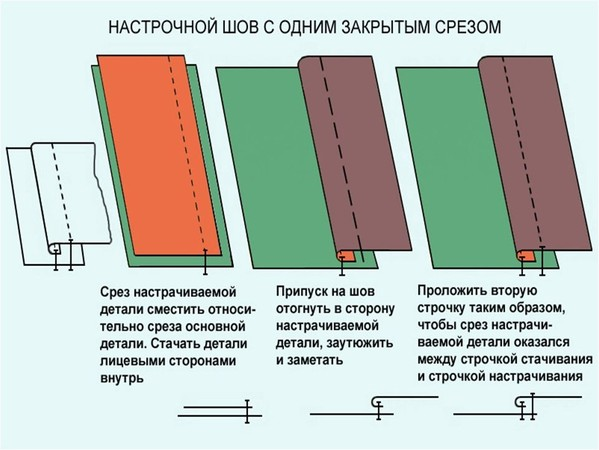 НАСТРОЧНОЙ ШОВ С ОДНИМ ЗАКРЫТЫМ СРЕЗОМ
Срез настрачиваемой
детали сместить относи-
тельно среза основной
детали. Стачать детали
лицевыми сторонами
внутрь
Припуск на шов
отогнуть в сторону
настрачиваемой
детали, заутюжить
и заметать
Проложить вторую
строчку таким образом,
чтобы срез настрачи-
ваемой детали оказался
между строчкой стачивания
и строчкой настрачивания